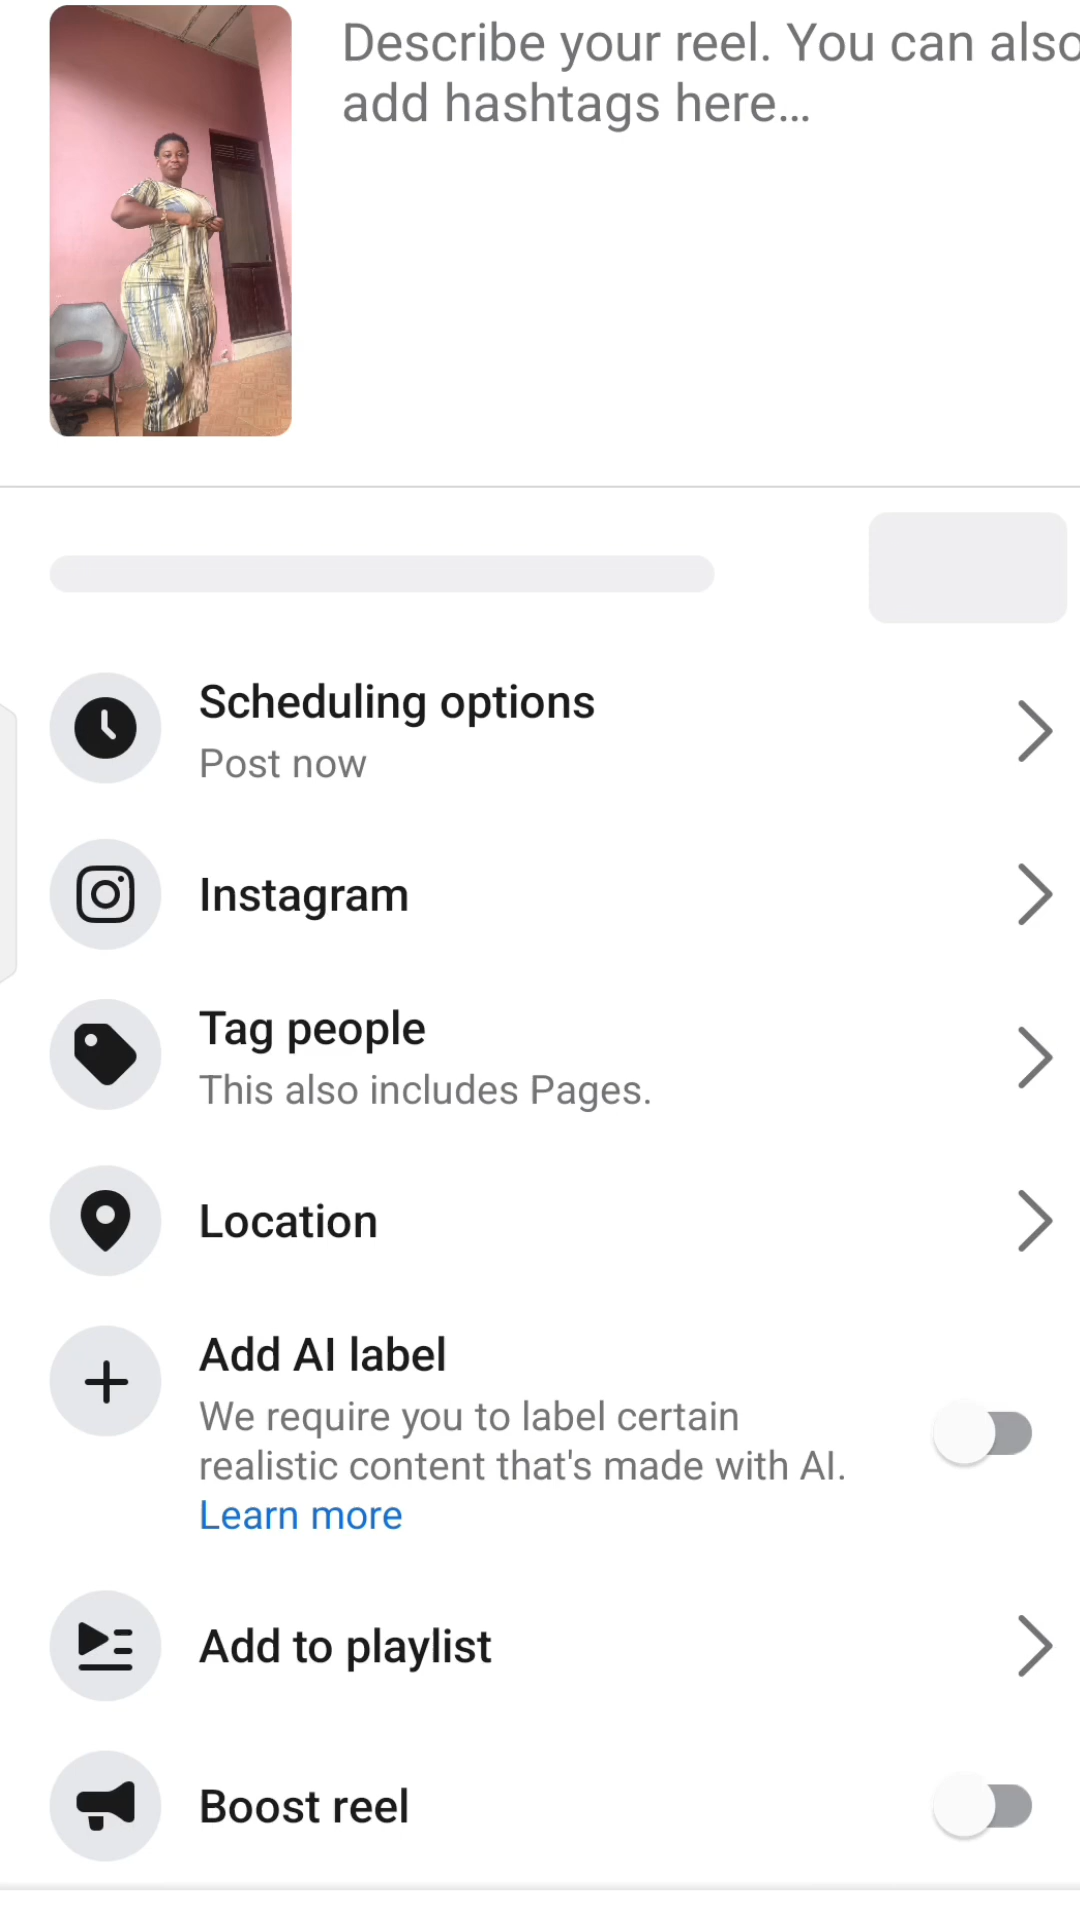 Describe your reel. You can also
add hashtags here...
Scheduling options
Post now
Instagram
Tag people
This also includes Pages.
Location
Add AI label
We require you to label certain
realistic content that's made with AI.
Learn more
Add to playlist
Boost reel